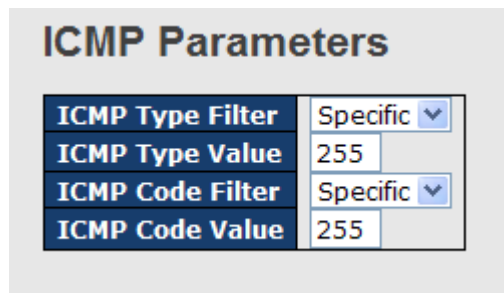 ICMP Parameters
ICMP Type Filter Specific
ICMP Type Value 255
ICMP Code Filter Specific
ICMP Code Value 255